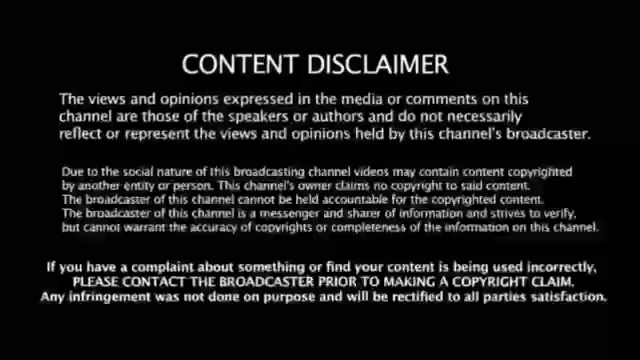 CONTENT DISCLAIMER
The views and opinions expressed in the media or comments on this
channel are those of the speakers or authors and do not necessarily
reflect or represent the views and opinions held by this channel's broadcaster.
Due to the social nature of this broadcasting channel videos may contain content copyrighted
by another entity or person. This channel's owner claims no copyright to said content.
The broadcaster of this channel cannot be held accountable for the copyrighted content.
The broadcaster of this channel is a messenger and sharer of information and strives to verify,
but cannot warrant the accuracy of copyrights or completeness of the information on this channel.
If you have a complaint about something or find your content is being used incorrectly,
PLEASE CONTACT THE BROADCASTER PRIOR TO MAKING A COPYRIGHT CLAIM.
Any infringement was not done on purpose and will be rectified to all parties satisfaction.